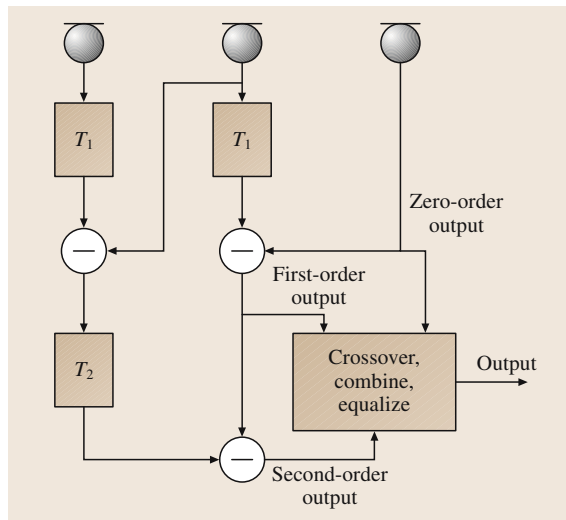 T1
T1
Zero-order
output
First-order
output
T2
Crossover,
combine,
equalize
Output
Second-order
output